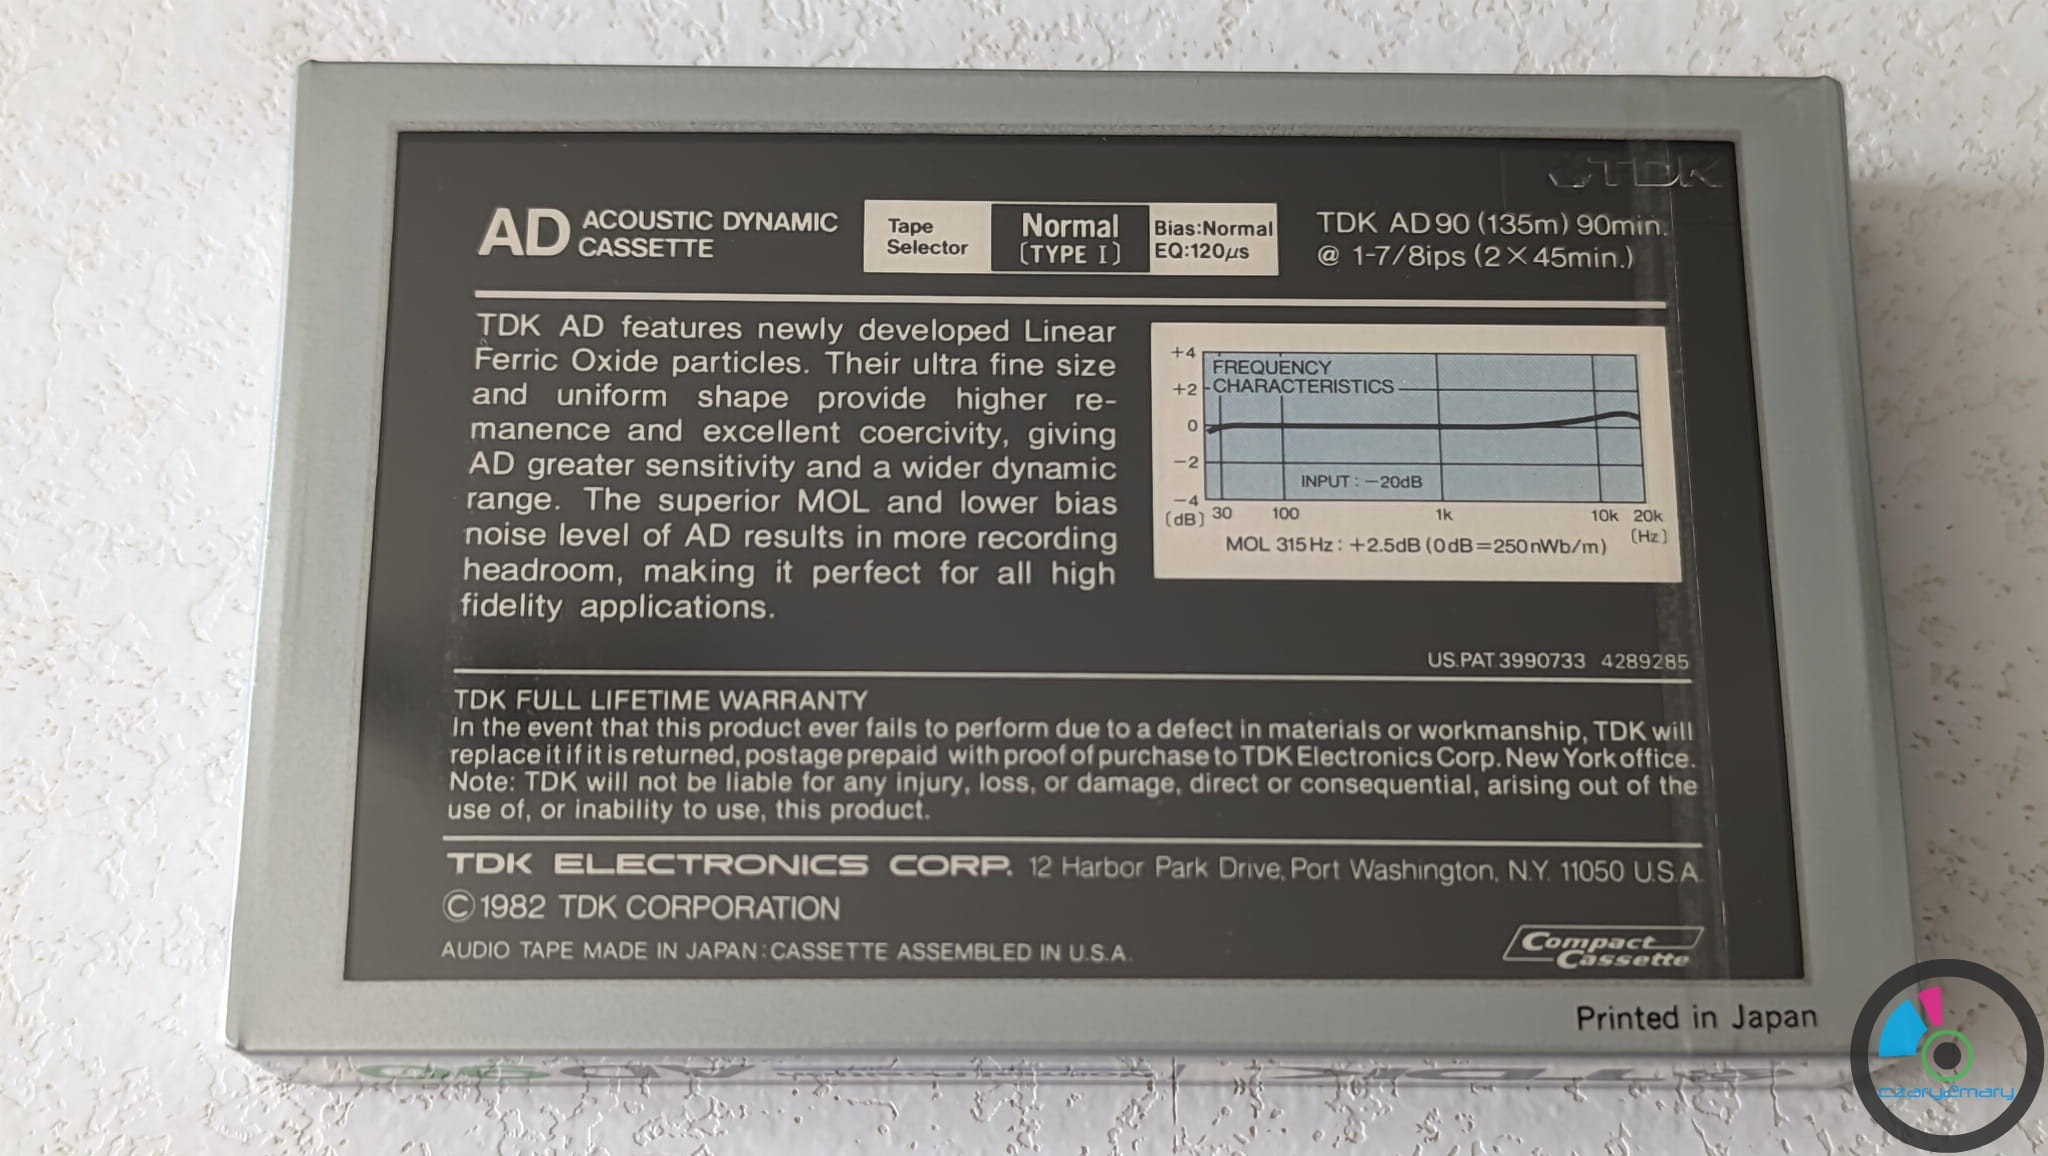 TDK
AD ACOUSTIC DYNAMIC
CASSETTE
Tape
Selector
Normal
(TYPE I)
Bias:Normal
EQ:120μs
TDK AD90 (135m) 90min.
@ 1-7/8ips (2×45min.)
TDK AD features newly developed Linear
Ferric Oxide particles. Their ultra fine size
and uniform shape provide higher re-
manence and excellent coercivity, giving
AD greater sensitivity and a wider dynamic
range. The superior MOL and lower bias
noise level of AD results in more recording
headroom, making it perfect for all high
fidelity applications.
FREQUENCY
CHARACTERISTICS
+4
+2
0
-2
-4
INPUT : -20dB
(dB) 30 100 1k 10k 20k
(Hz)
MOL 315Hz : +2.5dB (0dB=250nWb/m)
US.PAT.3990733 4289285
TDK FULL LIFETIME WARRANTY
In the event that this product ever fails to perform due to a defect in materials or workmanship, TDK will
replace it if it is returned, postage prepaid with proof of purchase to TDK Electronics Corp. New York office.
Note: TDK will not be liable for any injury, loss, or damage, direct or consequential, arising out of the
use of, or inability to use, this product.
TDK ELECTRONICS CORP. 12 Harbor Park Drive, Port Washington, N.Y. 11050 U.S.A.
©1982 TDK CORPORATION
AUDIO TAPE MADE IN JAPAN : CASSETTE ASSEMBLED IN U.S.A.
Compact
Cassette
Printed in Japan
czary2mary